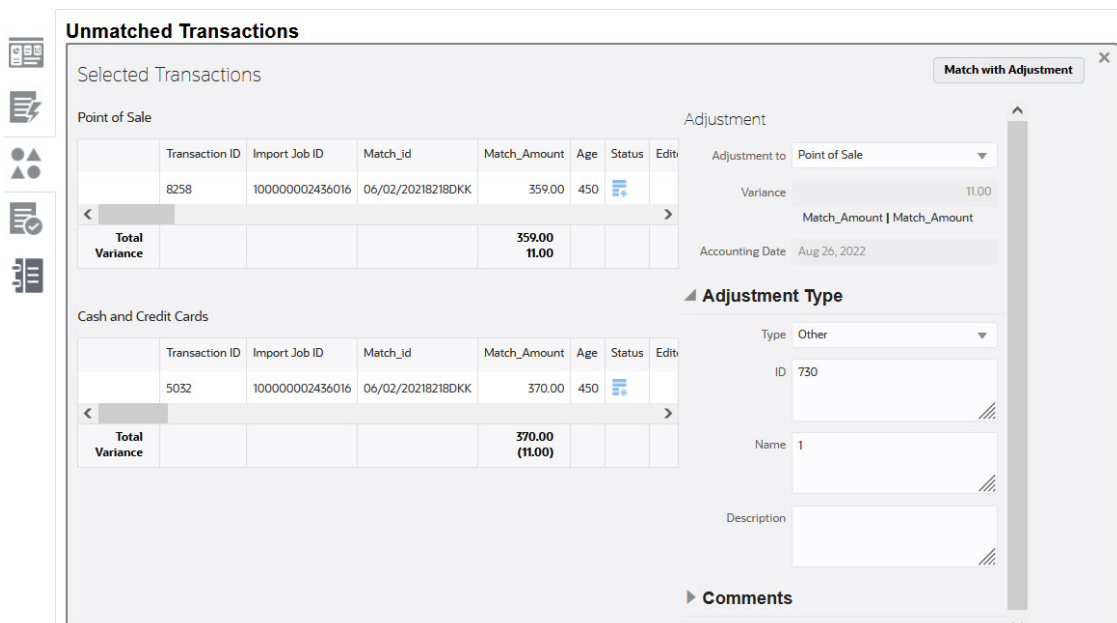 Unmatched Transactions
Selected Transactions
Match with Adjustment
Point of Sale
Transaction ID Import Job ID Match_id Match_Amount Age Status Edit
8258 100000002436016 06/02/20218218DKK 359.00 450
Total 359.00
Variance 11.00
Cash and Credit Cards
Transaction ID Import Job ID Match_id Match_Amount Age Status Edit
5032 100000002436016 06/02/20218218DKK 370.00 450
Total 370.00
Variance (11.00)
Adjustment
Adjustment to Point of Sale
Variance 11.00
Match_Amount | Match_Amount
Accounting Date Aug 26, 2022
Adjustment Type
Type Other
ID 730
Name 1
Description
Comments